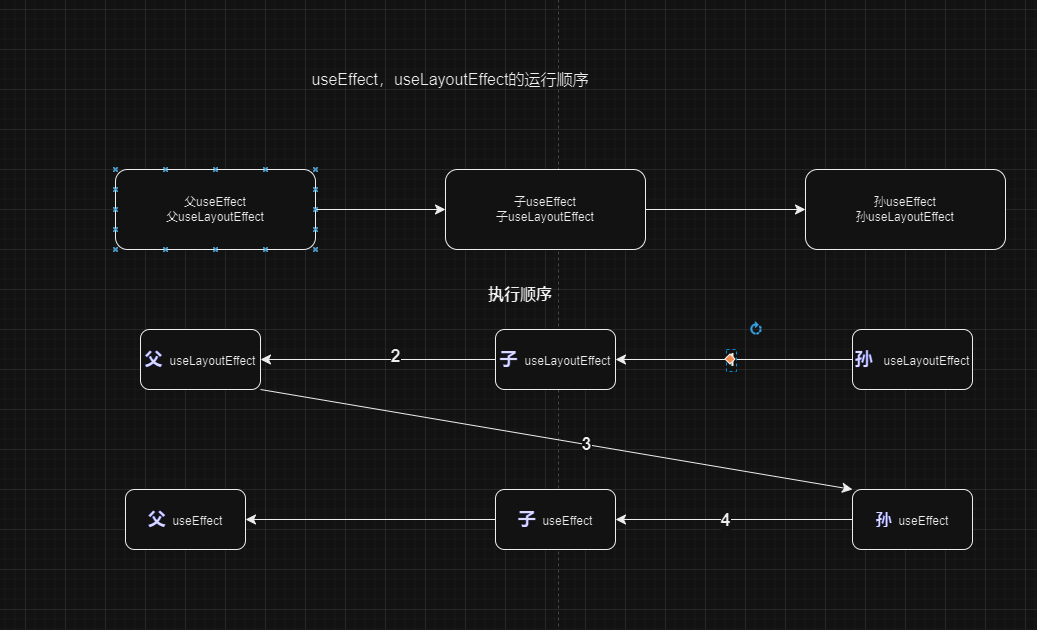 useEffect，useLayoutEffect的运行顺序
父useEffect
父useLayoutEffect
子useEffect
子useLayoutEffect
孙useEffect
孙useLayoutEffect
执行顺序
父 useLayoutEffect
2
子 useLayoutEffect
1
孙 useLayoutEffect
3
父 useEffect
子 useEffect
4
孙 useEffect